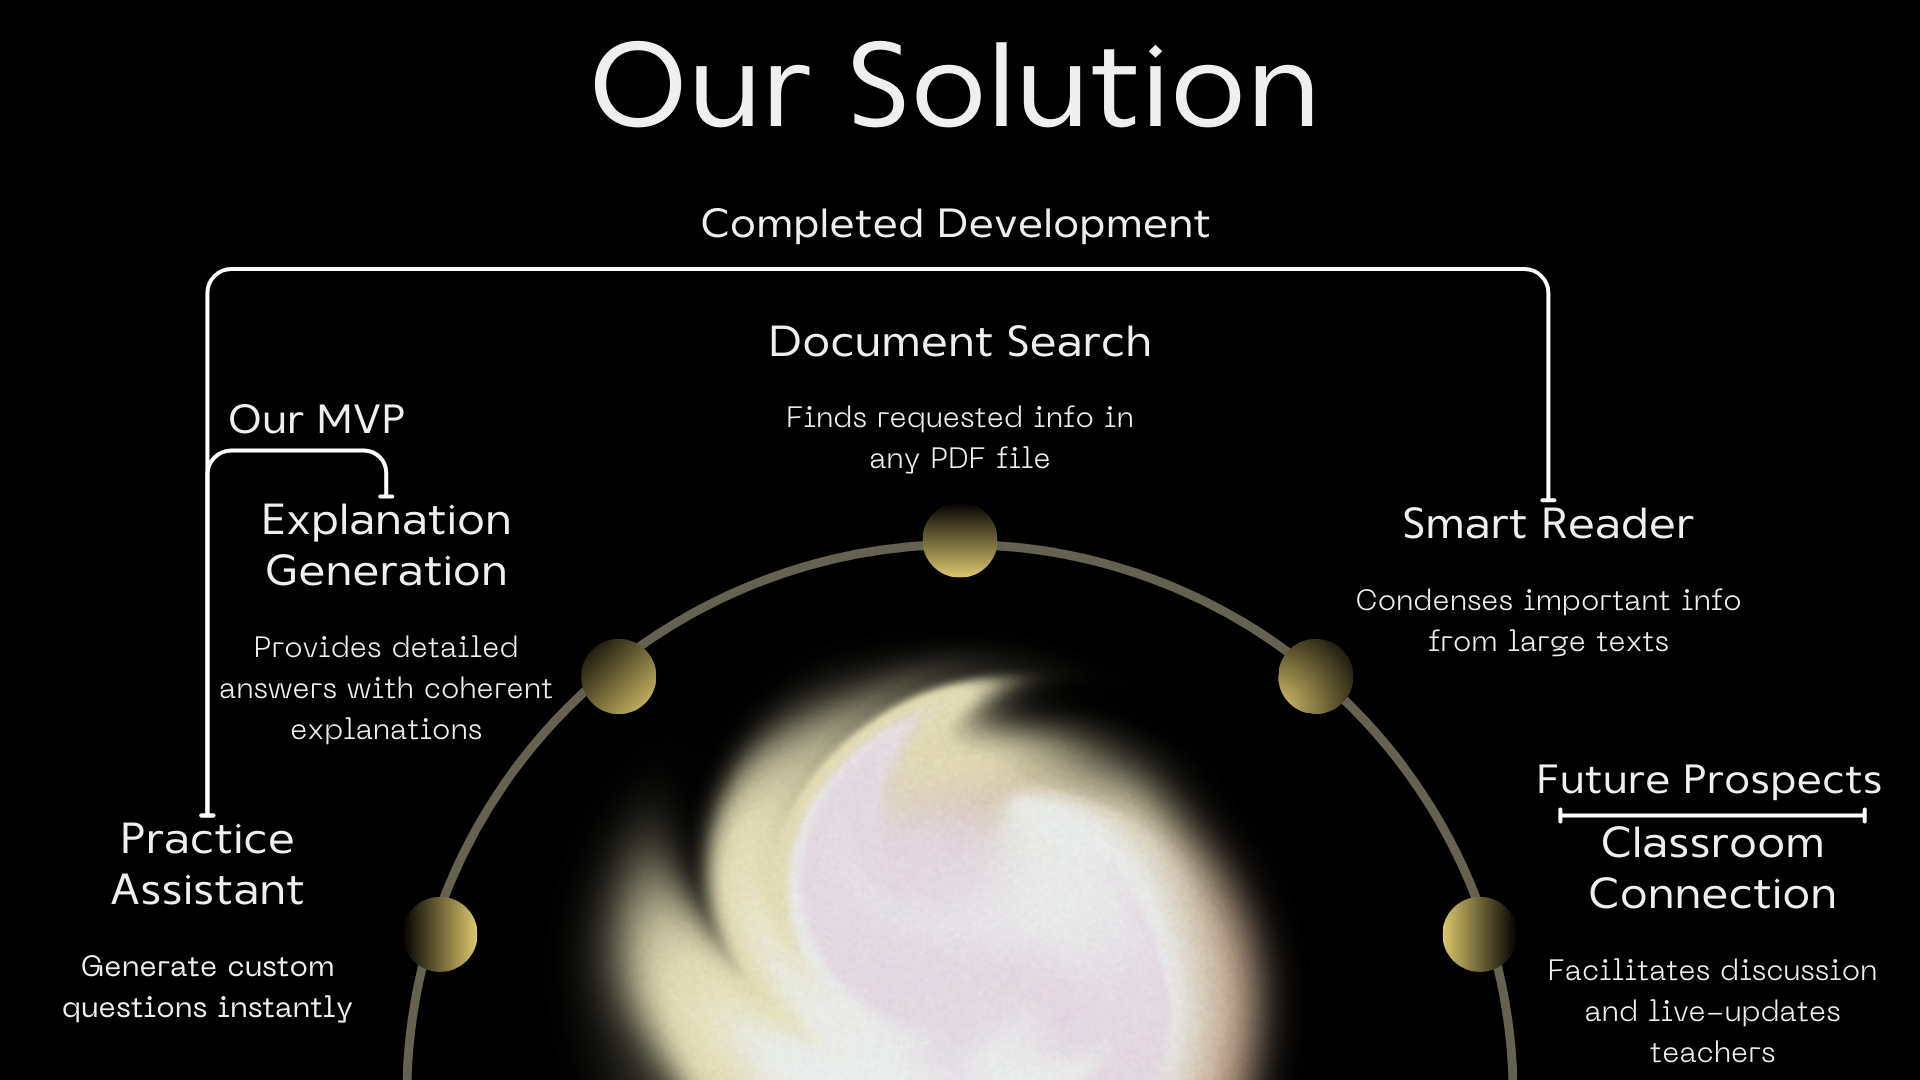 Our Solution
Completed Development
Document Search
Finds requested info in
any PDF file
Our MVP
Explanation
Generation
Provides detailed
answers with coherent
explanations
Practice
Assistant
Generate custom
questions instantly
Smart Reader
Condenses important info
from large texts
Future Prospects
Classroom
Connection
Facilitates discussion
and live-updates
teachers